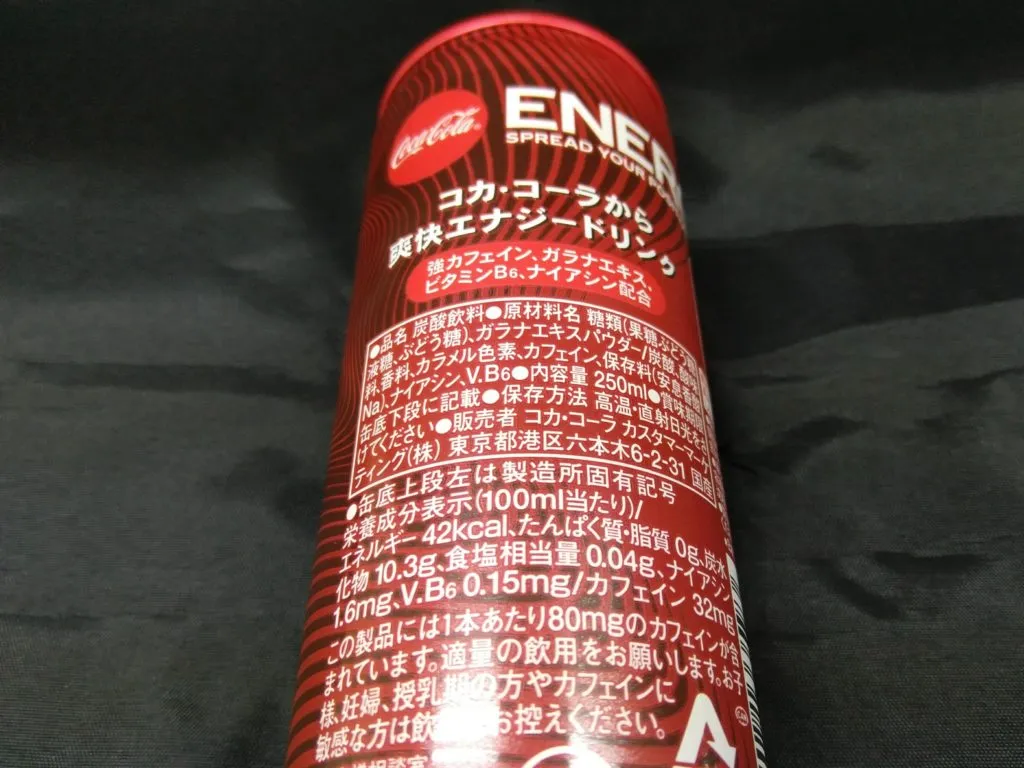 Coca-Cola
ENER
SPREAD YOUR
コカ・コーラから
爽快エナジードリンク
強カフェイン、ガラナエキス、
ビタミンB6、ナイアシン配合
●品名 炭酸飲料●原材料名 糖類(果糖ぶどう糖
液糖、ぶどう糖)、ガラナエキスパウダー/炭酸、
料、香料、カラメル色素、カフェイン、保存料(安息香酸
Na)、ナイアシン、V.B6●内容量 250ml●賞味期限
缶底下段に記載●保存方法 高温・直射日光を
けてください●販売者 コカ・コーラ カスタマーマーケ
ティング(株) 東京都港区六本木6-2-31 国産
●缶底上段左は製造所固有記号
栄養成分表示(100ml当たり)/
エネルギー 42kcal、たんぱく質・脂質 0g、炭水
化物 10.3g、食塩相当量 0.04g、ナイアシン
1.6mg、V.B6 0.15mg/カフェイン 32mg
この製品には1本あたり80mgのカフェインが含
まれています。適量の飲用をお願いします。お子
様、妊婦、授乳期の方やカフェインに
敏感な方は飲 お控えください。